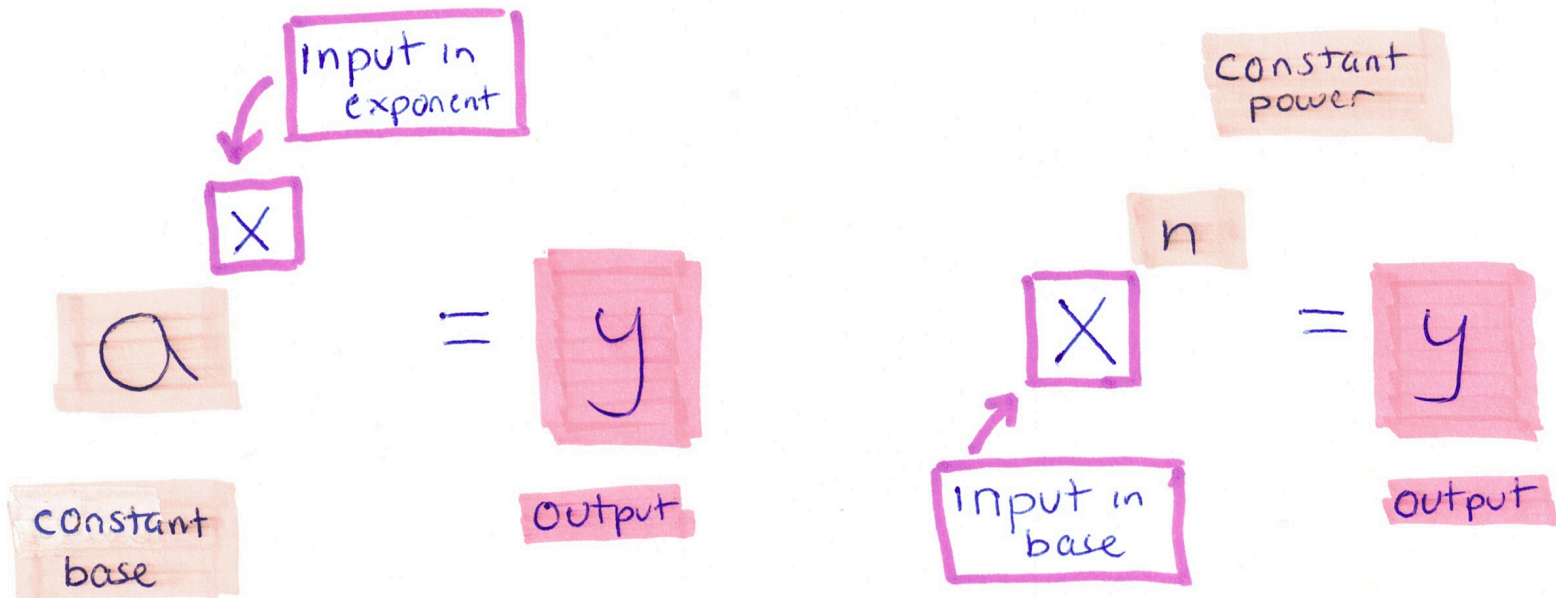 Input in
exponent
x
a = y
constant
base
output
constant
power
n
x = y
Input in
base
output